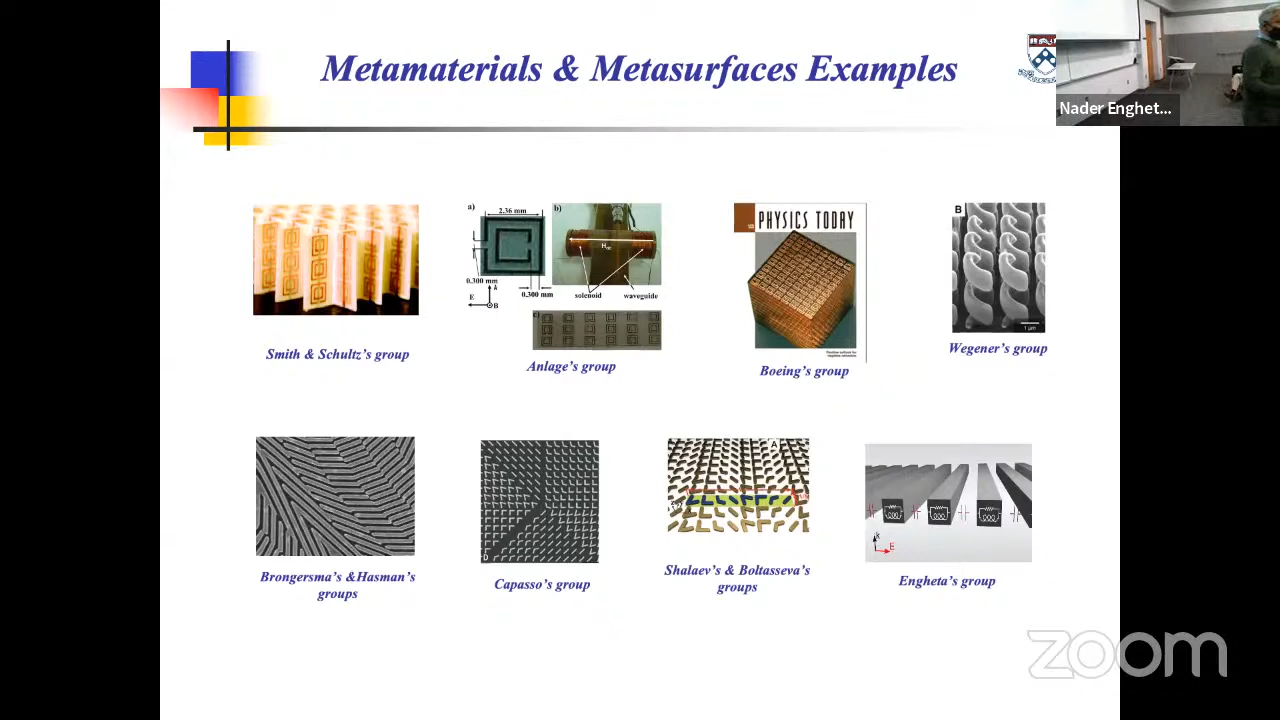 Metamaterials & Metasurfaces Examples
Nader Enghet...
a)
2.36 mm
b)
H
0.300 mm
A
E
B
0.300 mm
solenoid
waveguide
c)
PHYSICS TODAY
B
1 µm
Smith & Schultz's group
Anlage's group
Boeing's group
Wegener's group
D
A
k
E
Brongersma's &Hasman's
groups
Capasso's group
Shalaev's & Boltasseva's
groups
Engheta's group
zoom